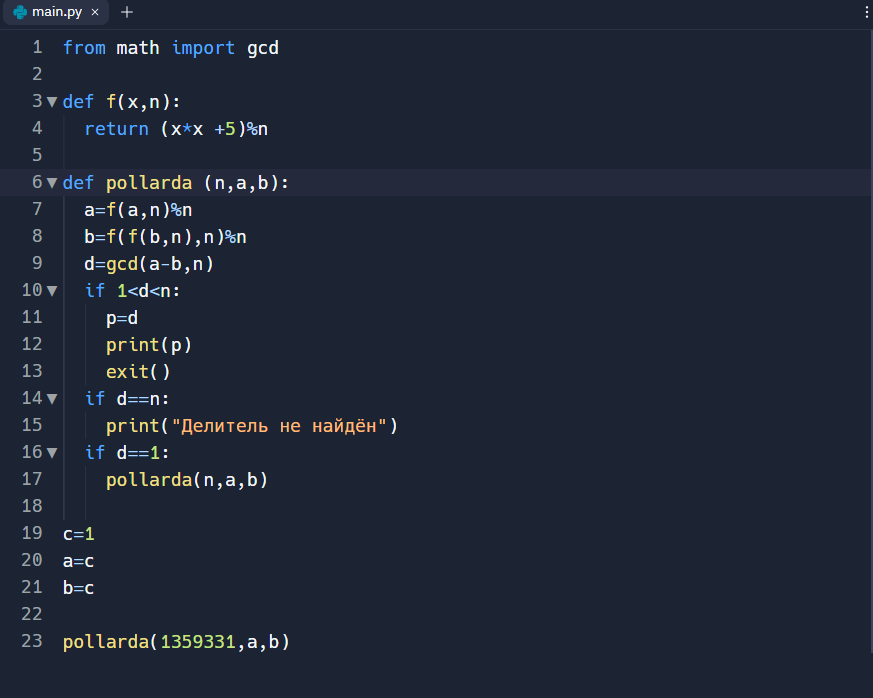 main.py × +
1 from math import gcd
2
3 def f(x,n):
4 return (x*x +5)%n
5
6 def pollarda (n,a,b):
7 a=f(a,n)%n
8 b=f(f(b,n),n)%n
9 d=gcd(a-b,n)
10 if 1<d<n:
11 p=d
12 print(p)
13 exit()
14 if d==n:
15 print("Делитель не найдён")
16 if d==1:
17 pollarda(n,a,b)
18
19 c=1
20 a=c
21 b=c
22
23 pollarda(1359331,a,b)